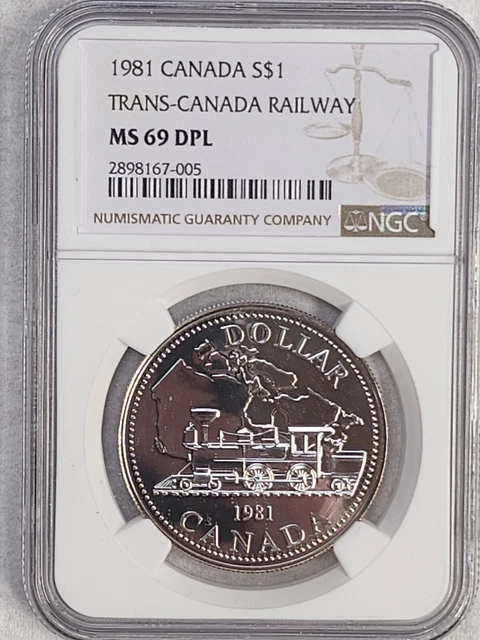 1981 CANADA S$1
TRANS-CANADA RAILWAY
MS 69 DPL
2898167-005
NUMISMATIC GUARANTY COMPANY
NGC
DOLLAR
1981
CANADA